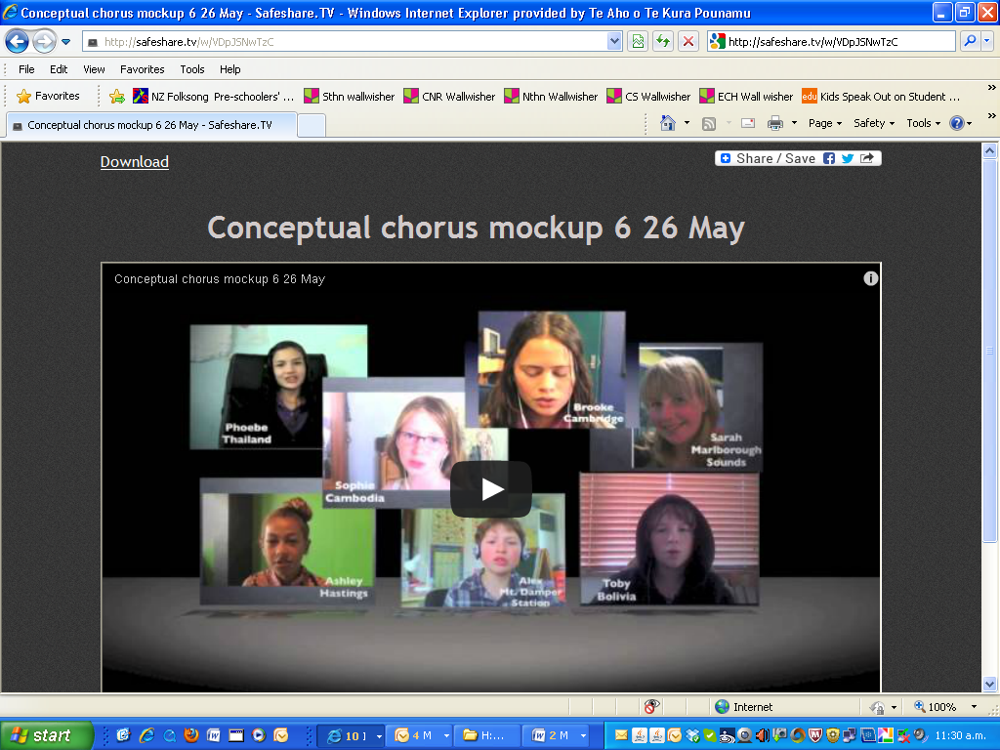 Conceptual chorus mockup 6 26 May - Safeshare.TV - Windows Internet Explorer provided by Te Aho o Te Kura Pounamu
http://safeshare.tv/w/VDpJSNwTzC
http://safeshare.tv/w/VDpJSNwTzC
File Edit View Favorites Tools Help
Favorites NZ Folksong Pre-schoolers' ... Sthn wallwisher CNR Wallwisher Nthn Wallwisher CS Wallwisher ECH Wall wisher edu Kids Speak Out on Student ...
Conceptual chorus mockup 6 26 May - Safeshare.TV
Page Safety Tools
Download
Share / Save
Conceptual chorus mockup 6 26 May
Conceptual chorus mockup 6 26 May
Phoebe
Thailand
Brooke
Cambridge
Sarah
Marlborough
Sounds
Sophie
Cambodia
Ashley
Hastings
Alex
Mt. Damper
Station
Toby
Bolivia
Internet
100%
start
10 I
4 M
H:...
2 M
11:30 a.m.